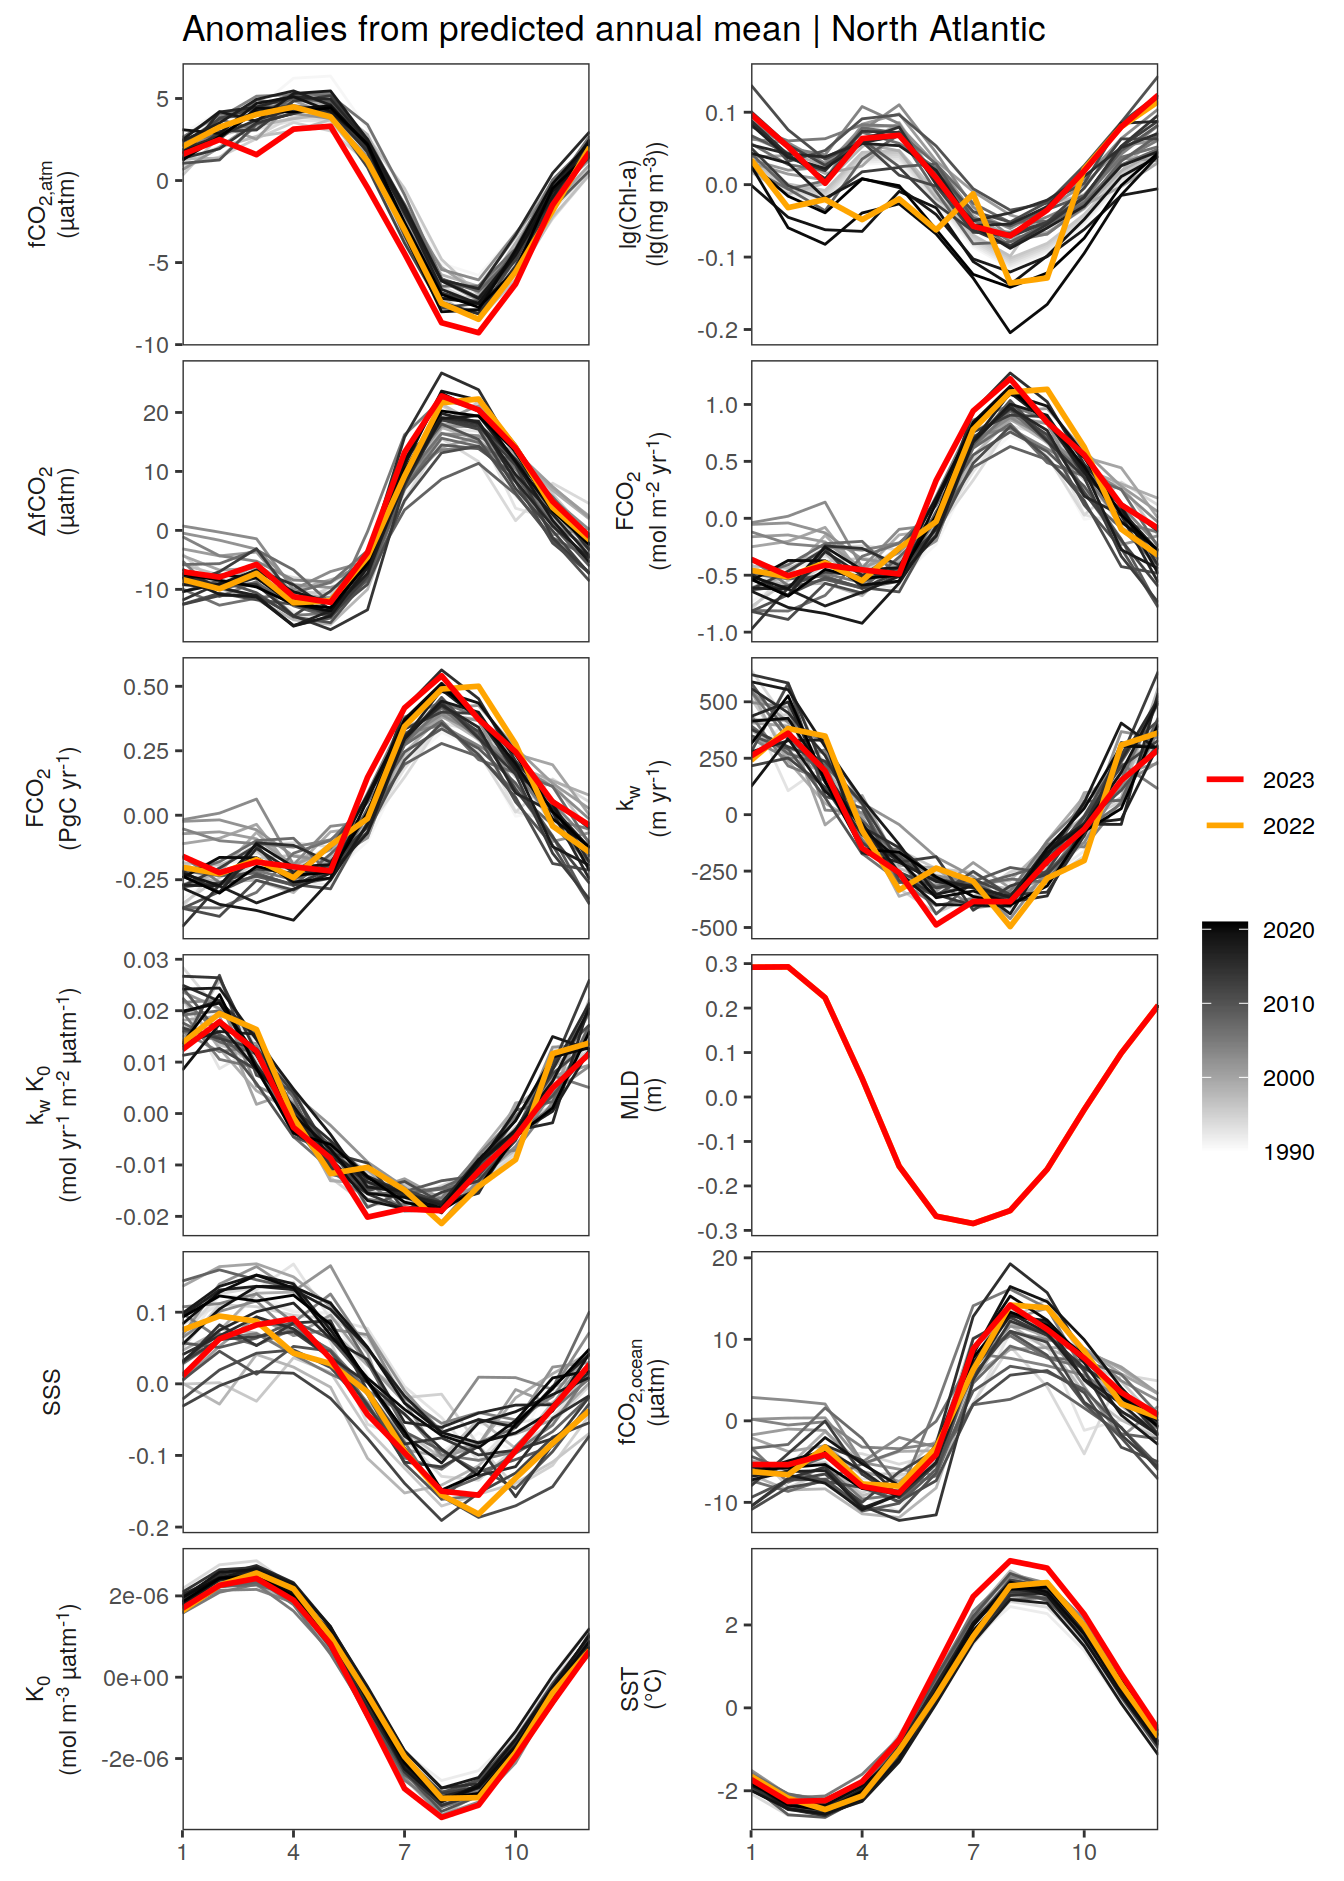 Anomalies from predicted annual mean | North Atlantic
fCO2,atm
(µatm)
5
0
-5
-10
lg(Chl-a)
(lg(mg m-3))
0.1
0.0
-0.1
-0.2
ΔfCO2
(µatm)
20
10
0
-10
FCO2
(mol m-2 yr-1)
1.0
0.5
0.0
-0.5
-1.0
FCO2
(PgC yr-1)
0.50
0.25
0.00
-0.25
kw
(m yr-1)
500
250
0
-250
-500
2023
2022
2020
2010
2000
1990
kw K0
(mol yr-1 m-2 µatm-1)
0.03
0.02
0.01
0.00
-0.01
-0.02
MLD
(m)
0.3
0.2
0.1
0.0
-0.1
-0.2
-0.3
SSS
0.1
0.0
-0.1
-0.2
fCO2,ocean
(µatm)
20
10
0
-10
K0
(mol m-3 µatm-1)
2e-06
0e+00
-2e-06
SST
(°C)
2
0
-2
1 4 7 10
1 4 7 10